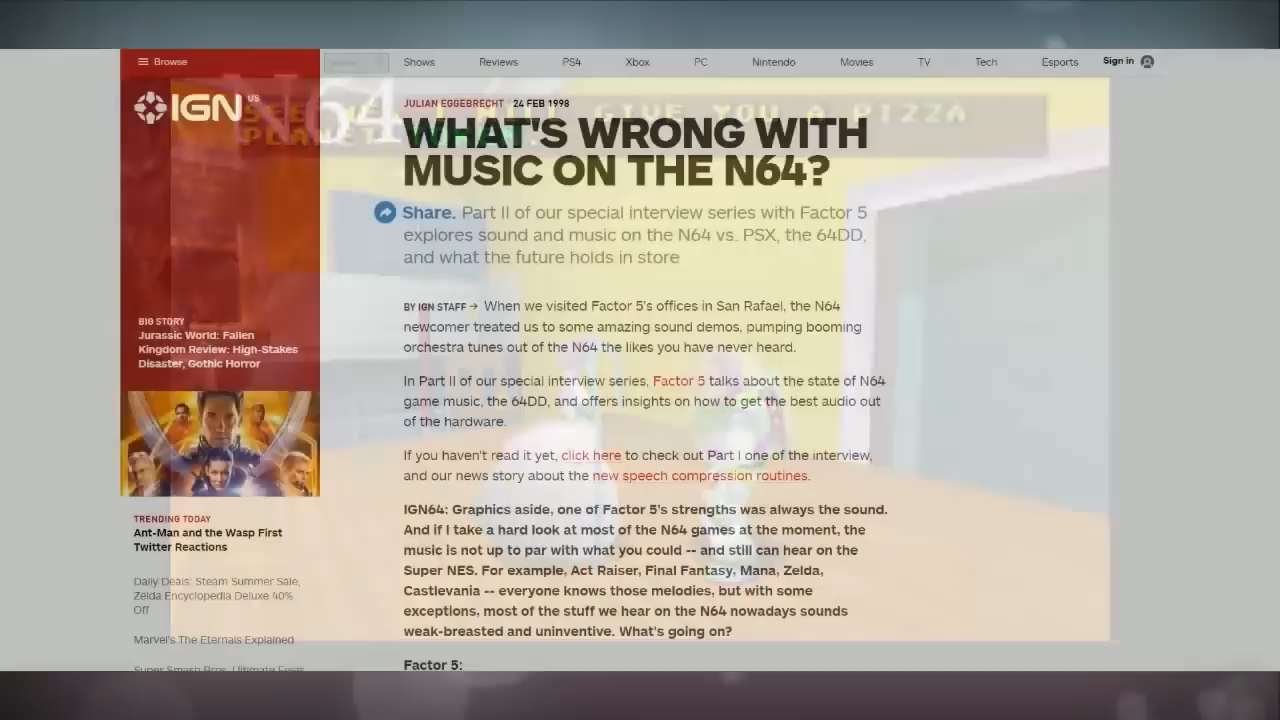 Browse
Shows
Reviews
PS4
Xbox
PC
Nintendo
Movies
TV
Tech
Esports
Sign in
IGN US
GIVE YOU A PIZZA
PLANET
JULIAN EGGEBRECHT · 24 FEB 1998
WHAT'S WRONG WITH
MUSIC ON THE N64?
Share. Part II of our special interview series with Factor 5
explores sound and music on the N64 vs. PSX, the 64DD,
and what the future holds in store
BY IGN STAFF → When we visited Factor 5's offices in San Rafael, the N64
newcomer treated us to some amazing sound demos, pumping booming
orchestra tunes out of the N64 the likes you have never heard.
In Part II of our special interview series, Factor 5 talks about the state of N64
game music, the 64DD, and offers insights on how to get the best audio out
of the hardware.
If you haven't read it yet, click here to check out Part I one of the interview,
and our news story about the new speech compression routines.
IGN64: Graphics aside, one of Factor 5's strengths was always the sound.
And if I take a hard look at most of the N64 games at the moment, the
music is not up to par with what you could -- and still can hear on the
Super NES. For example, Act Raiser, Final Fantasy, Mana, Zelda,
Castlevania -- everyone knows those melodies, but with some
exceptions, most of the stuff we hear on the N64 nowadays sounds
weak-breasted and uninventive. What's going on?
Factor 5:
BIG STORY
Jurassic World: Fallen
Kingdom Review: High-Stakes
Disaster, Gothic Horror
TRENDING TODAY
Ant-Man and the Wasp First
Twitter Reactions
Daily Deals: Steam Summer Sale,
Zelda Encyclopedia Deluxe 40%
Off
Marvel's The Eternals Explained
Super Smash Bros. Ultimate Feels